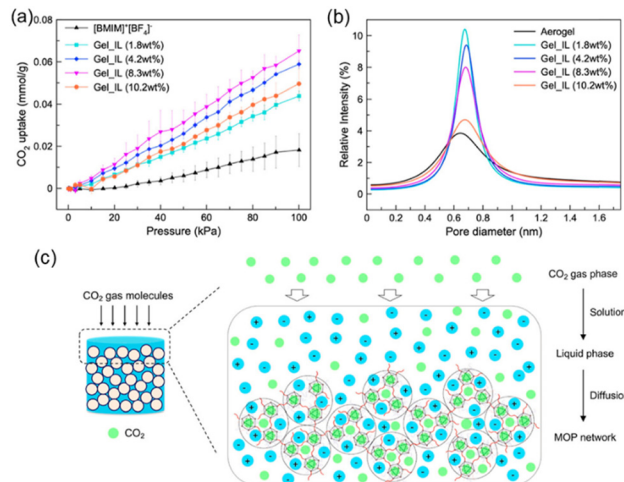 (a)
[BMIM]⁺[BF₄]⁻
Gel_IL (1.8wt%)
Gel_IL (4.2wt%)
Gel_IL (8.3wt%)
Gel_IL (10.2wt%)
CO₂ uptake (mmol/g)
0.08
0.06
0.04
0.02
0
0 20 40 60 80 100
Pressure (kPa)
(b)
Aerogel
Gel_IL (1.8wt%)
Gel_IL (4.2wt%)
Gel_IL (8.3wt%)
Gel_IL (10.2wt%)
Relative Intensity (%)
12
10
8
6
4
2
0
0 0.2 0.4 0.6 0.8 1 1.2 1.4 1.6
Pore diameter (nm)
(c)
CO₂ gas molecules
CO₂
CO₂ gas phase
Solution
Liquid phase
Diffusio
MOP network